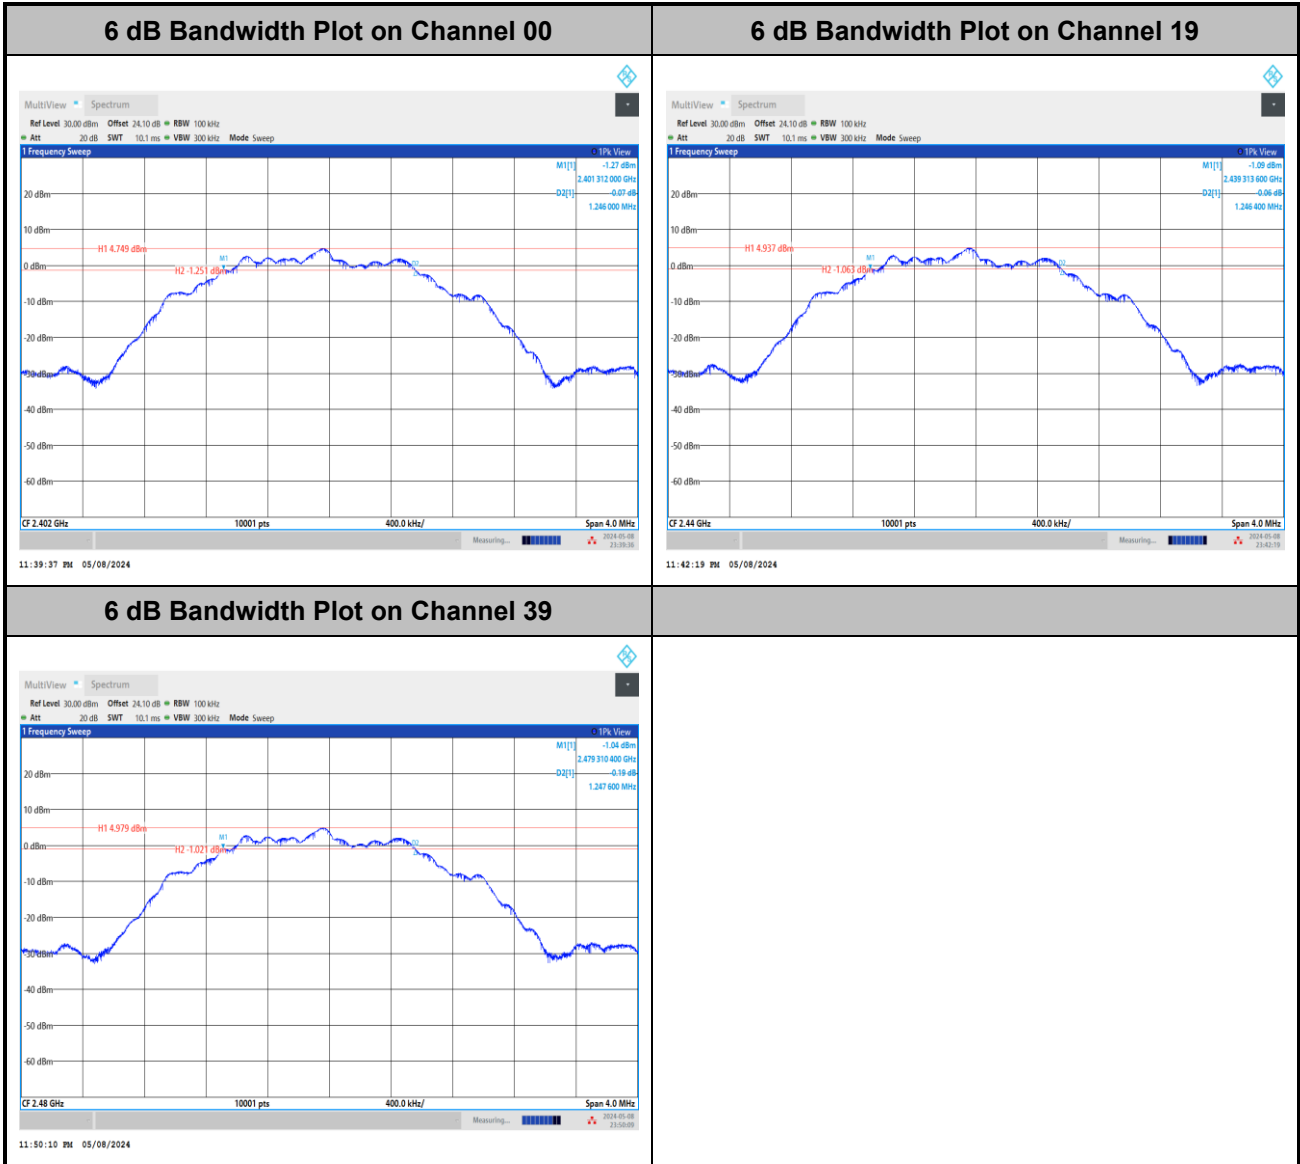 6 dB Bandwidth Plot on Channel 00
MultiView Spectrum
Ref Level 30.00 dBm Offset 24.10 dB RBW 100 kHz
Att 20 dB SWT 10.1 ms VBW 300 kHz Mode Sweep
1 Frequency Sweep 1Pk View
M1[1] -1.27 dBm
2.401 312 000 GHz
D2[1] -0.07 dB
1.246 000 MHz
20 dBm
10 dBm
H1 4.749 dBm
M1
D2
0 dBm
H2 -1.251 dBm
-10 dBm
-20 dBm
-30 dBm
-40 dBm
-50 dBm
-60 dBm
CF 2.402 GHz 10001 pts 400.0 kHz/ Span 4.0 MHz
Measuring... 2024-05-08
23:39:36
11:39:37 PM 05/08/2024
6 dB Bandwidth Plot on Channel 19
MultiView Spectrum
Ref Level 30.00 dBm Offset 24.10 dB RBW 100 kHz
Att 20 dB SWT 10.1 ms VBW 300 kHz Mode Sweep
1 Frequency Sweep 1Pk View
M1[1] -1.09 dBm
2.439 313 600 GHz
D2[1] -0.06 dB
1.246 400 MHz
20 dBm
10 dBm
H1 4.937 dBm
M1
D2
0 dBm
H2 -1.063 dBm
-10 dBm
-20 dBm
-30 dBm
-40 dBm
-50 dBm
-60 dBm
CF 2.44 GHz 10001 pts 400.0 kHz/ Span 4.0 MHz
Measuring... 2024-05-08
23:42:19
11:42:19 PM 05/08/2024
6 dB Bandwidth Plot on Channel 39
MultiView Spectrum
Ref Level 30.00 dBm Offset 24.10 dB RBW 100 kHz
Att 20 dB SWT 10.1 ms VBW 300 kHz Mode Sweep
1 Frequency Sweep 1Pk View
M1[1] -1.04 dBm
2.479 310 400 GHz
D2[1] -0.19 dB
1.247 600 MHz
20 dBm
10 dBm
H1 4.979 dBm
M1
D2
0 dBm
H2 -1.021 dBm
-10 dBm
-20 dBm
-30 dBm
-40 dBm
-50 dBm
-60 dBm
CF 2.48 GHz 10001 pts 400.0 kHz/ Span 4.0 MHz
Measuring... 2024-05-08
23:50:09
11:50:10 PM 05/08/2024